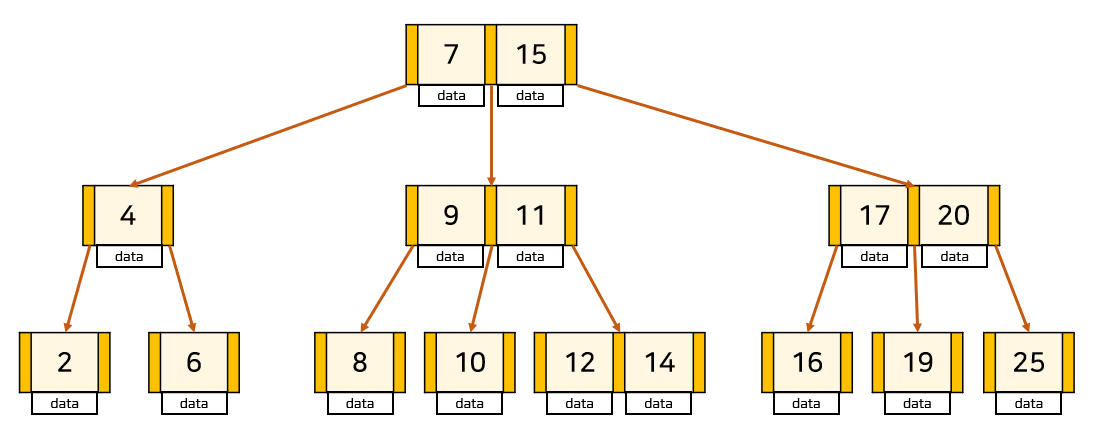 7 15
data data
4 9 11 17 20
data data data data data
2 6 8 10 12 14 16 19 25
data data data data data data data data data